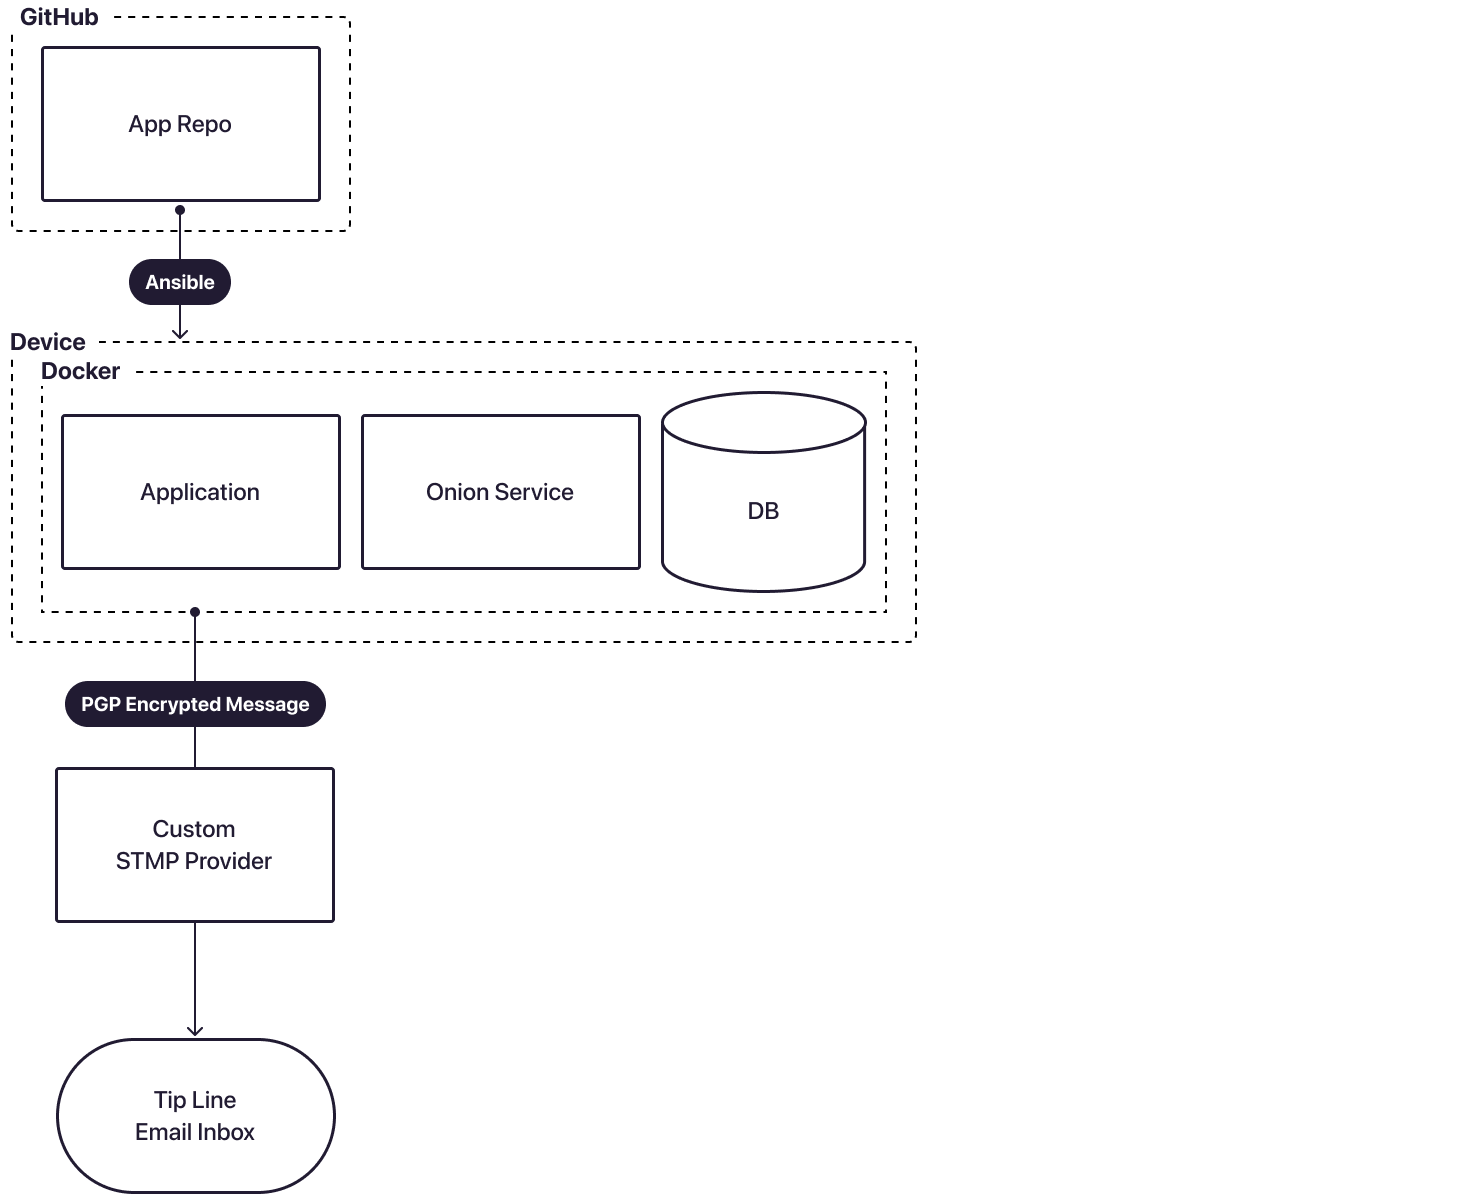 GitHub
App Repo
Ansible
Device
Docker
Application
Onion Service
DB
PGP Encrypted Message
Custom
STMP Provider
Tip Line
Email Inbox